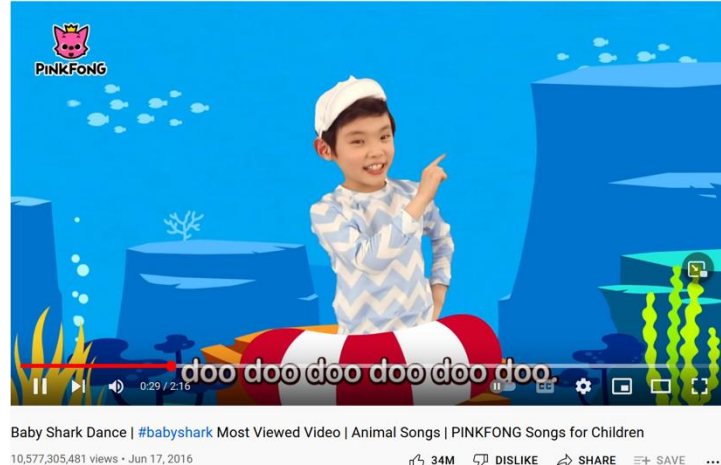 PINKFONG
doo doo doo doo doo doo.
0:29 / 2:16
CC
Baby Shark Dance | #babyshark Most Viewed Video | Animal Songs | PINKFONG Songs for Children
10,577,305,481 views • Jun 17, 2016 34M DISLIKE SHARE SAVE